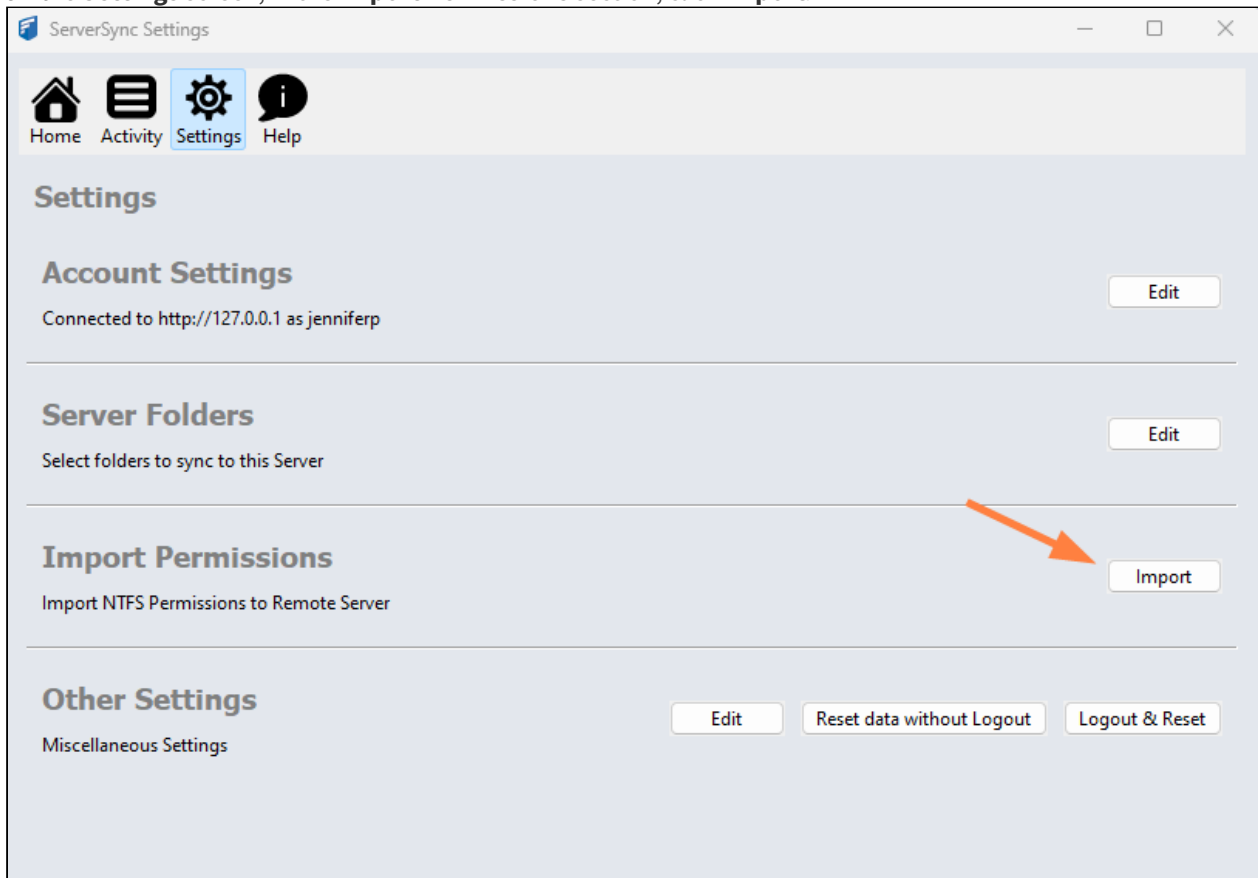 ServerSync Settings
Home Activity Settings Help
Settings
Account Settings
Edit
Connected to http://127.0.0.1 as jenniferp
Server Folders
Edit
Select folders to sync to this Server
Import Permissions
Import
Import NTFS Permissions to Remote Server
Other Settings
Edit Reset data without Logout Logout & Reset
Miscellaneous Settings